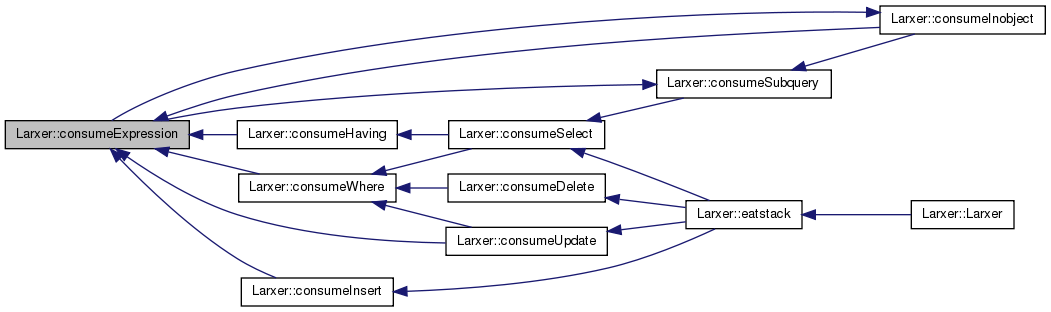 Larxer::consumeInobject
Larxer::consumeSubquery
Larxer::consumeExpression
Larxer::consumeHaving
Larxer::consumeSelect
Larxer::consumeWhere
Larxer::consumeDelete
Larxer::eatstack
Larxer::Larxer
Larxer::consumeUpdate
Larxer::consumeInsert